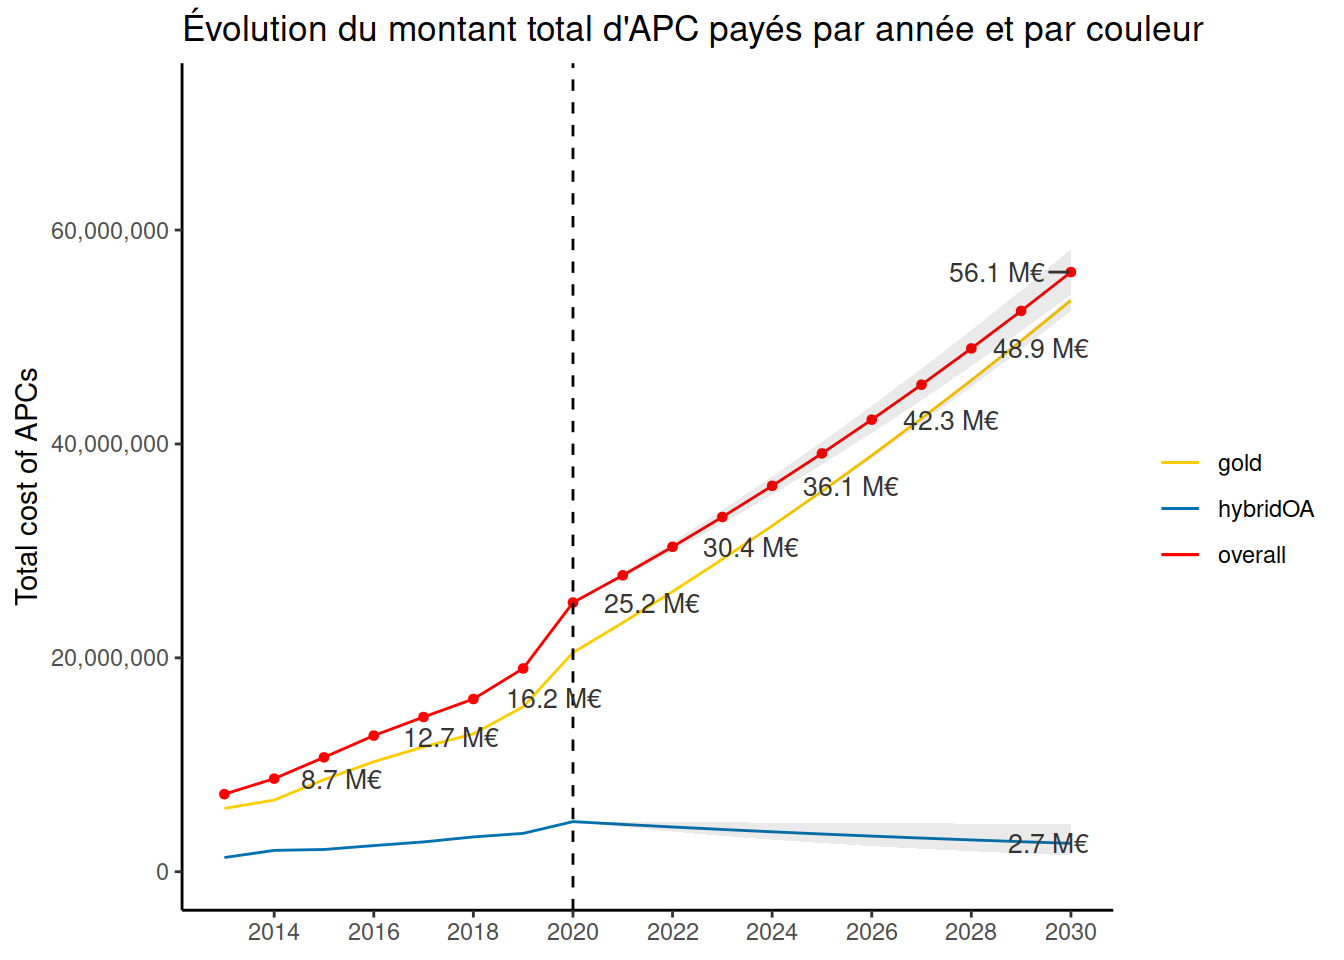 Évolution du montant total d'APC payés par année et par couleur
Total cost of APCs
60,000,000
40,000,000
20,000,000
0
56.1 M€
48.9 M€
42.3 M€
36.1 M€
30.4 M€
25.2 M€
16.2 M€
12.7 M€
8.7 M€
2.7 M€
gold
hybridOA
overall
2014 2016 2018 2020 2022 2024 2026 2028 2030